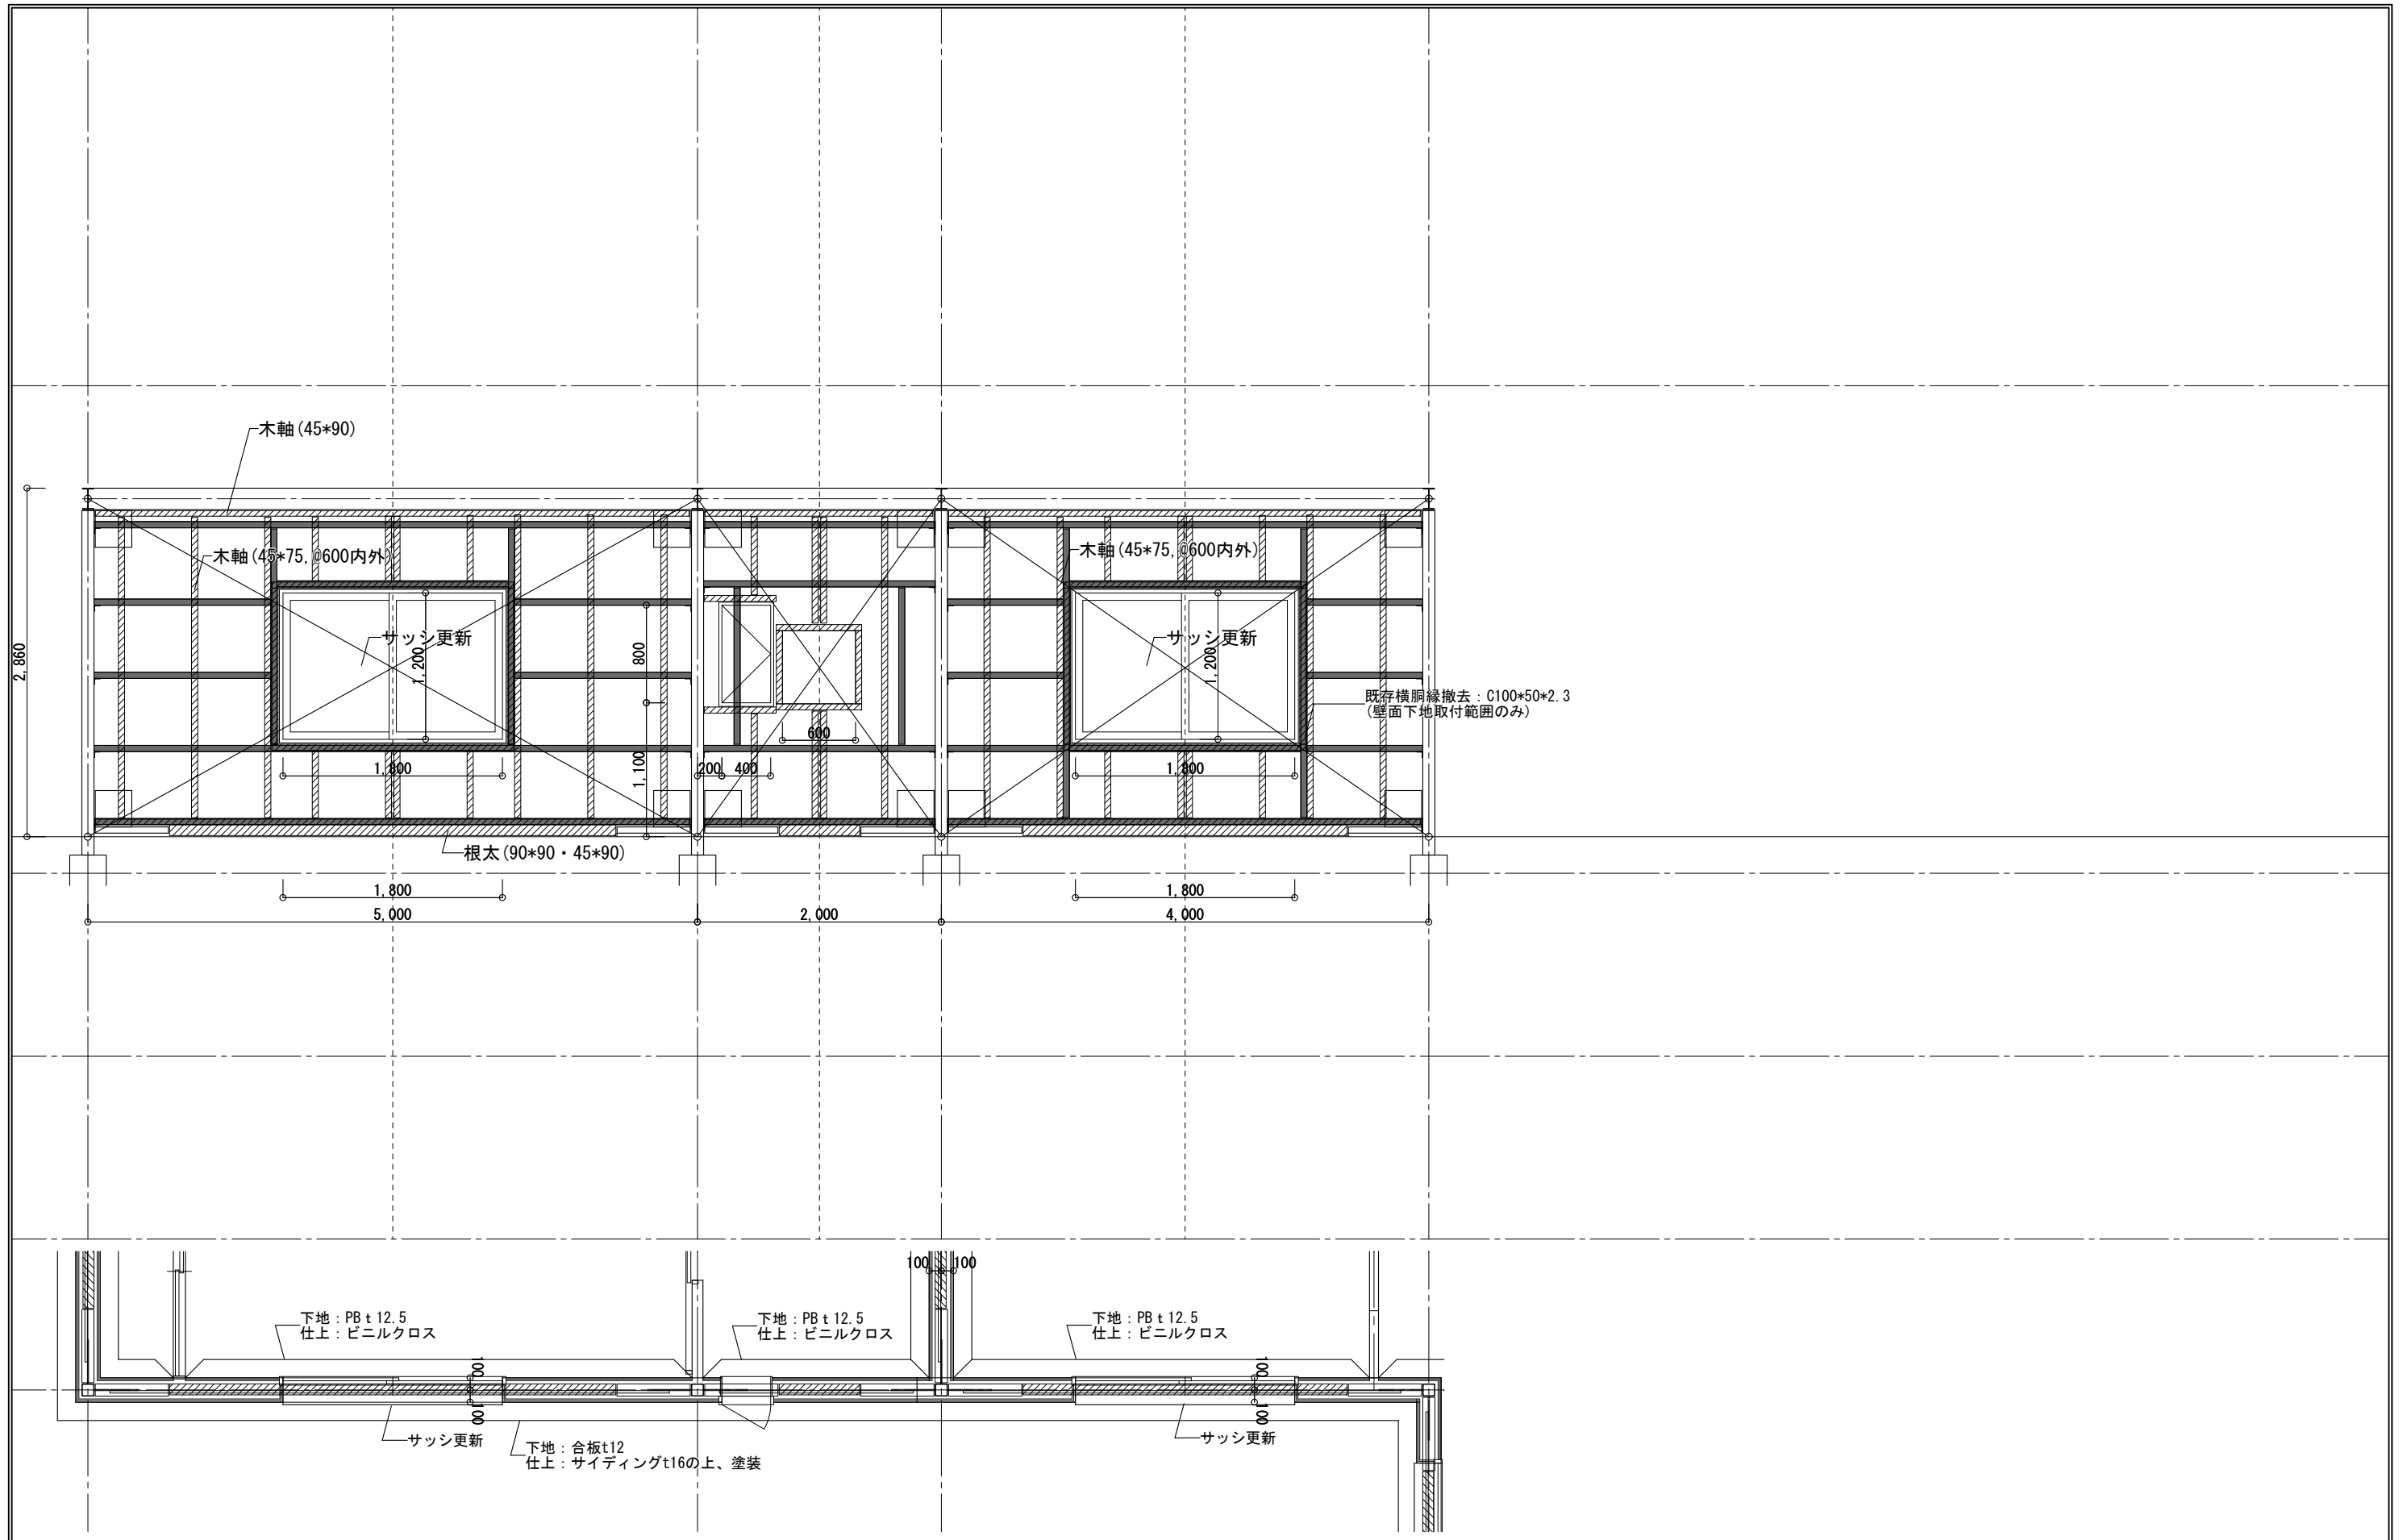 木軸(45*90)
2,860
木軸(45*75,@600内外)
木軸(45*75,@600内外)
サッシ更新
1,200
800
サッシ更新
1,200
既存横胴縁撤去:C100*50*2.3
(壁面下地取付範囲のみ)
600
1,800
1,100
200
400
1,800
根太(90*90・45*90)
1,800
1,800
5,000
2,000
4,000
100
100
下地:PBt12.5
仕上:ビニルクロス
下地:PBt12.5
仕上:ビニルクロス
下地:PBt12.5
仕上:ビニルクロス
100
100
100
100
サッシ更新
サッシ更新
下地:合板t12
仕上:サイディングt16の上、塗装